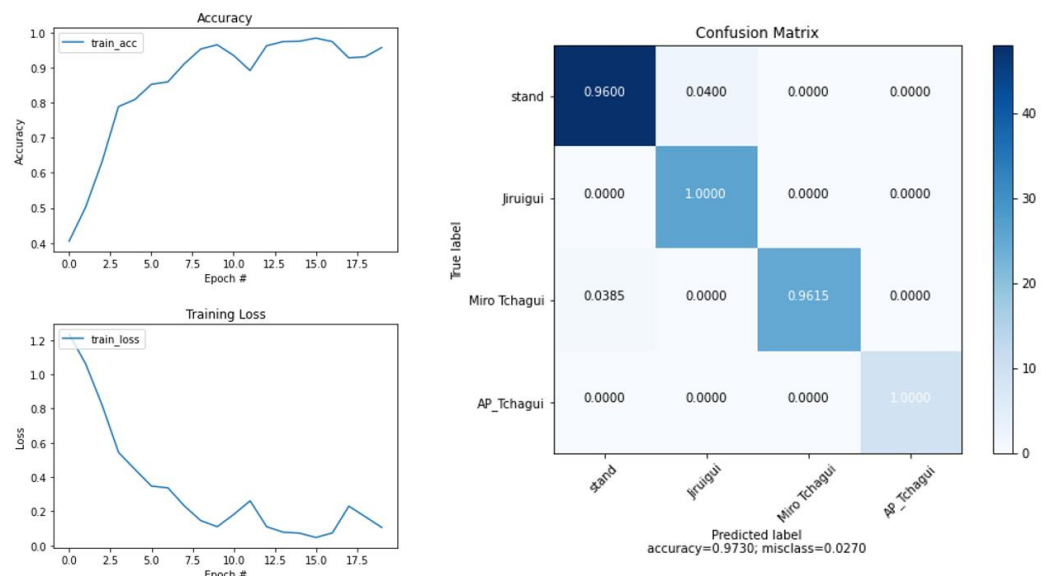 Accuracy
train_acc
1.0
0.9
0.8
0.7
0.6
0.5
0.4
Accuracy
0.0 2.5 5.0 7.5 10.0 12.5 15.0 17.5
Epoch #
Training Loss
train_loss
1.2
1.0
0.8
0.6
0.4
0.2
0.0
Loss
0.0 2.5 5.0 7.5 10.0 12.5 15.0 17.5
Epoch #
Confusion Matrix
True label
stand 0.9600 0.0400 0.0000 0.0000
Jiruigui 0.0000 1.0000 0.0000 0.0000
Miro Tchagui 0.0385 0.0000 0.9615 0.0000
AP_Tchagui 0.0000 0.0000 0.0000 1.0000
stand Jiruigui Miro Tchagui AP_Tchagui
Predicted label
accuracy=0.9730; misclass=0.0270
40
30
20
10
0